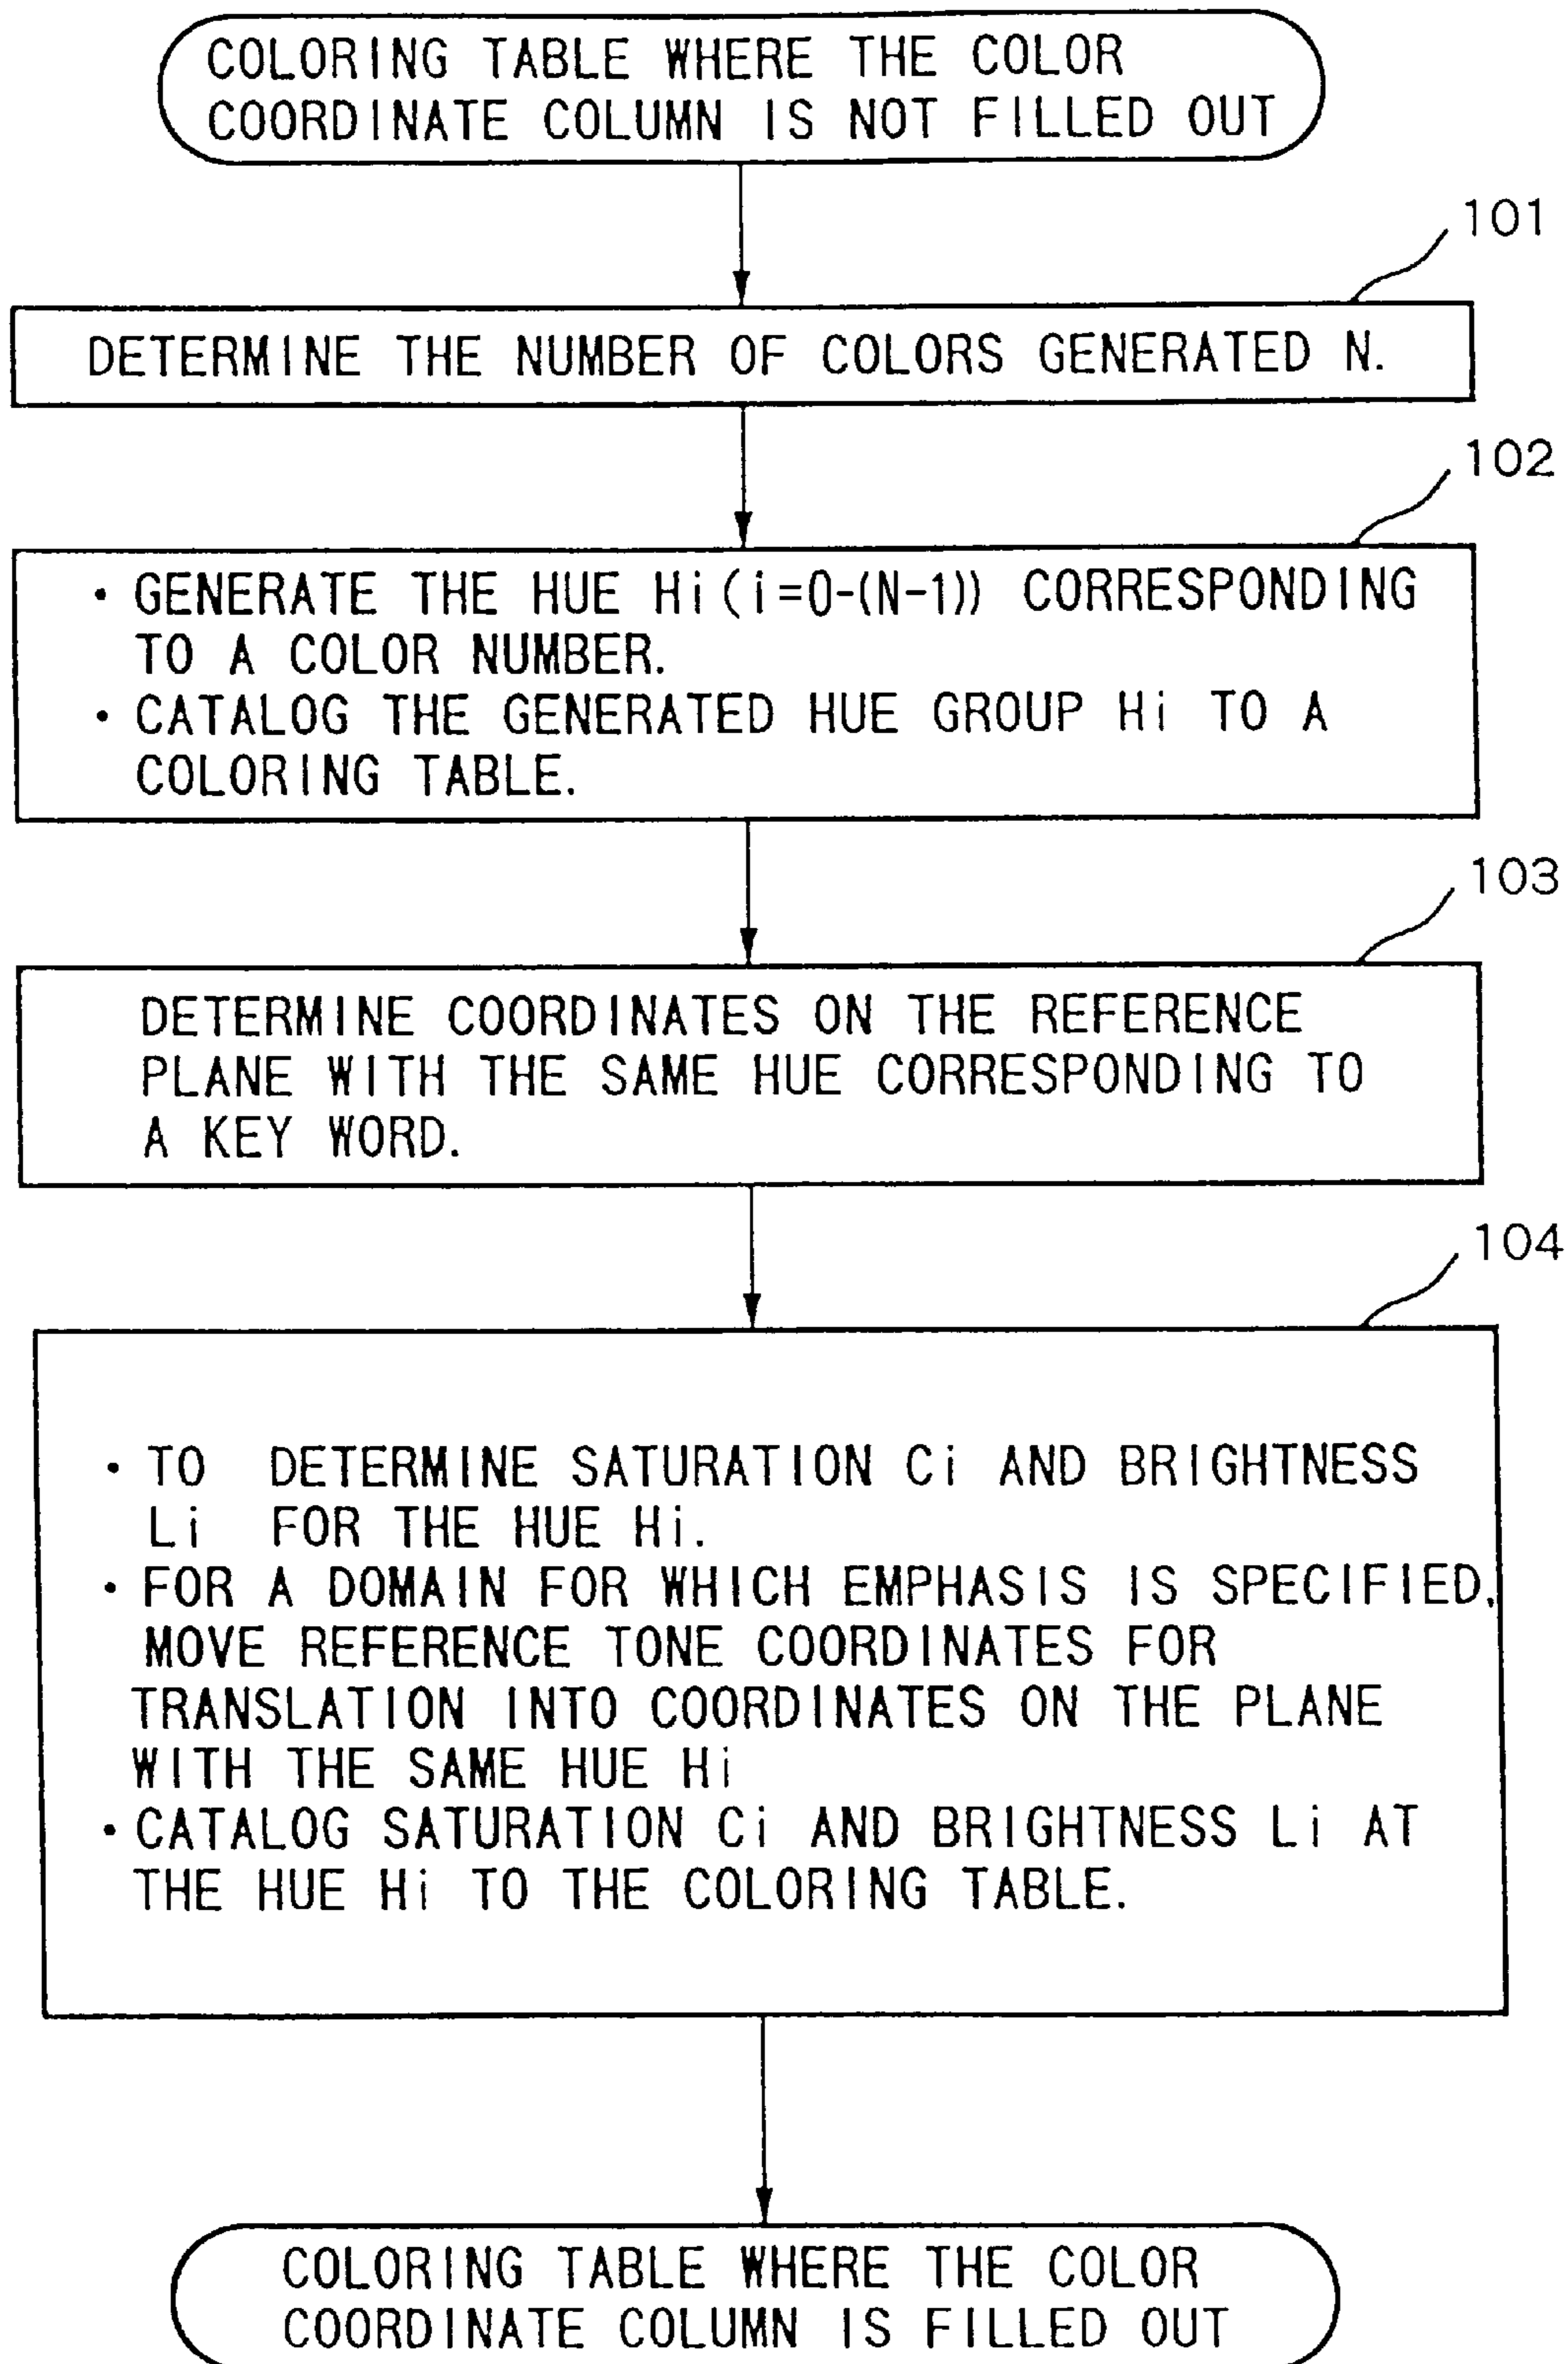 COLORING TABLE WHERE THE COLOR
COORDINATE COLUMN IS NOT FILLED OUT
101
DETERMINE THE NUMBER OF COLORS GENERATED N.
102
· GENERATE THE HUE Hi(i=0-(N-1)) CORRESPONDING
TO A COLOR NUMBER.
· CATALOG THE GENERATED HUE GROUP Hi TO A
COLORING TABLE.
103
DETERMINE COORDINATES ON THE REFERENCE
PLANE WITH THE SAME HUE CORRESPONDING TO
A KEY WORD.
104
· TO DETERMINE SATURATION Ci AND BRIGHTNESS
Li FOR THE HUE Hi.
· FOR A DOMAIN FOR WHICH EMPHASIS IS SPECIFIED,
MOVE REFERENCE TONE COORDINATES FOR
TRANSLATION INTO COORDINATES ON THE PLANE
WITH THE SAME HUE Hi
· CATALOG SATURATION Ci AND BRIGHTNESS Li AT
THE HUE Hi TO THE COLORING TABLE.
COLORING TABLE WHERE THE COLOR
COORDINATE COLUMN IS FILLED OUT